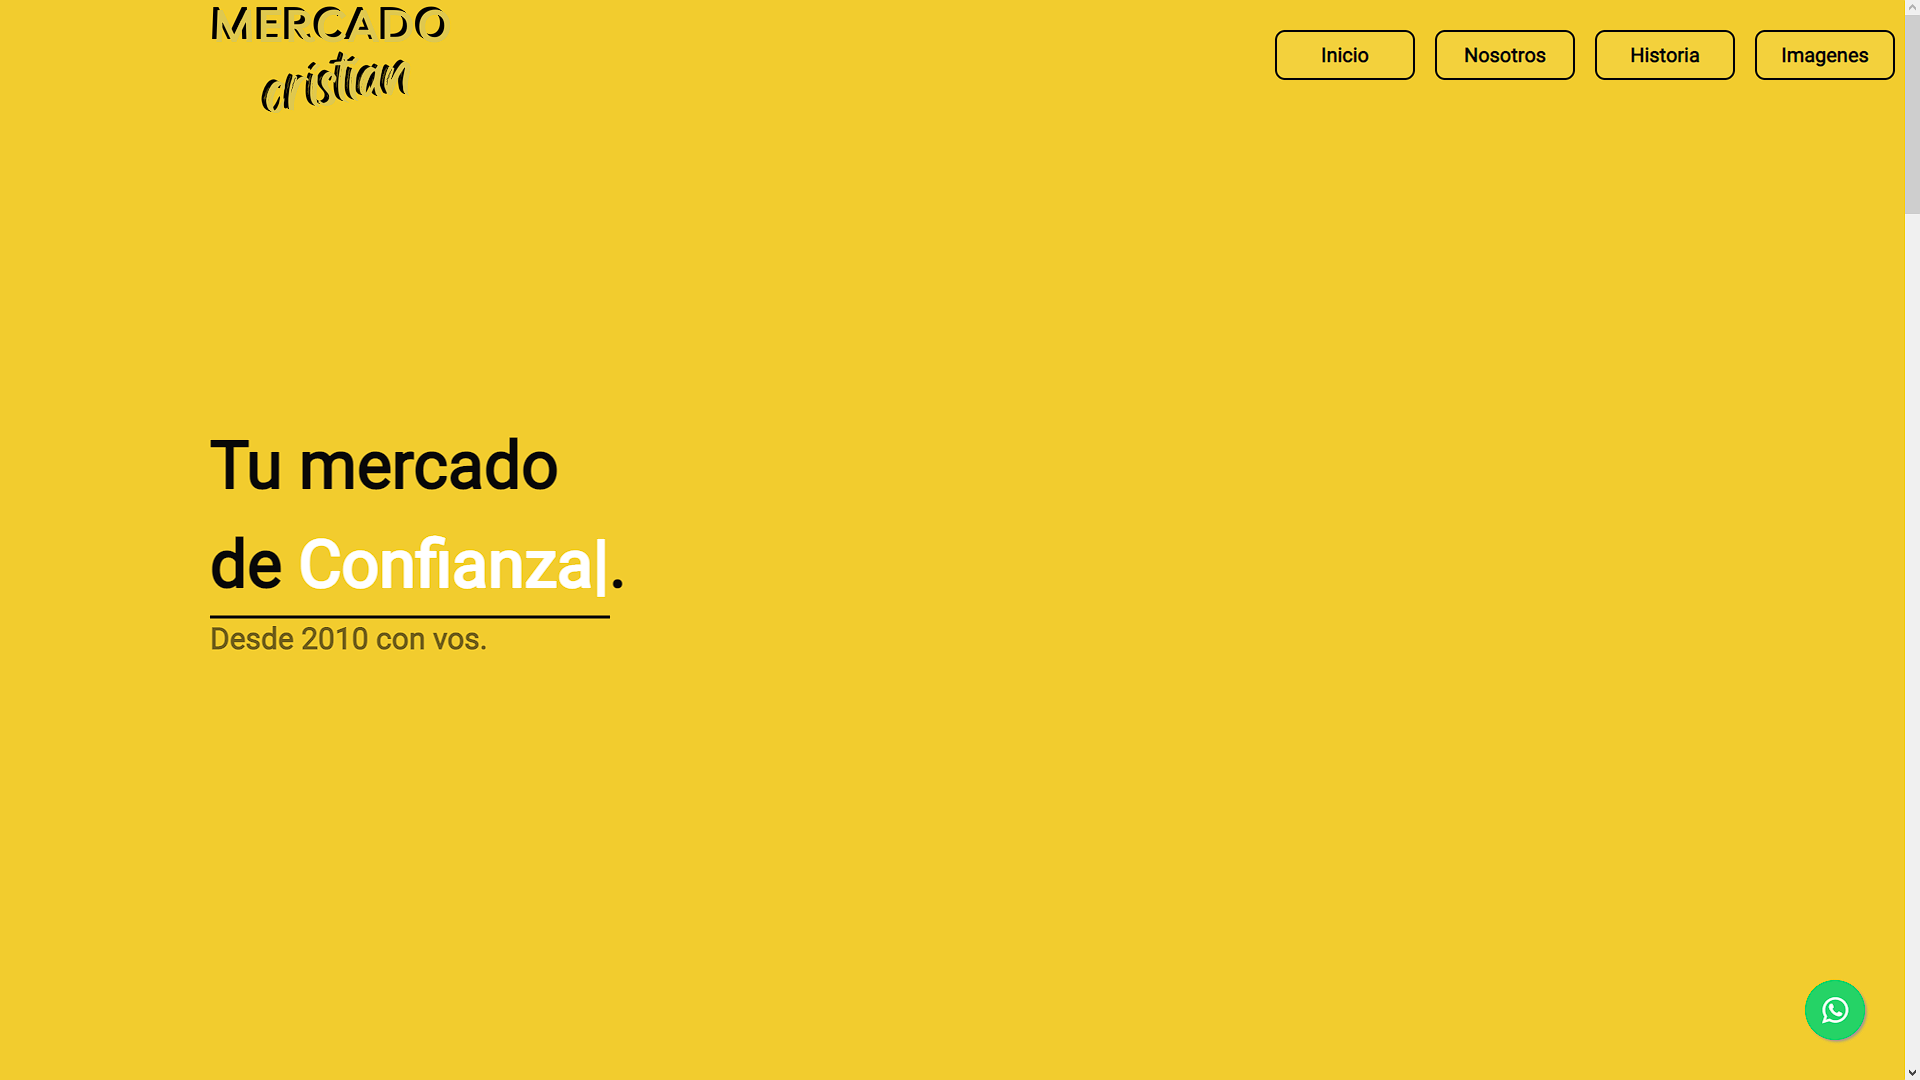 MERCADO
cristian
Inicio
Nosotros
Historia
Imagenes
Tu mercado
de Confianza|.
Desde 2010 con vos.